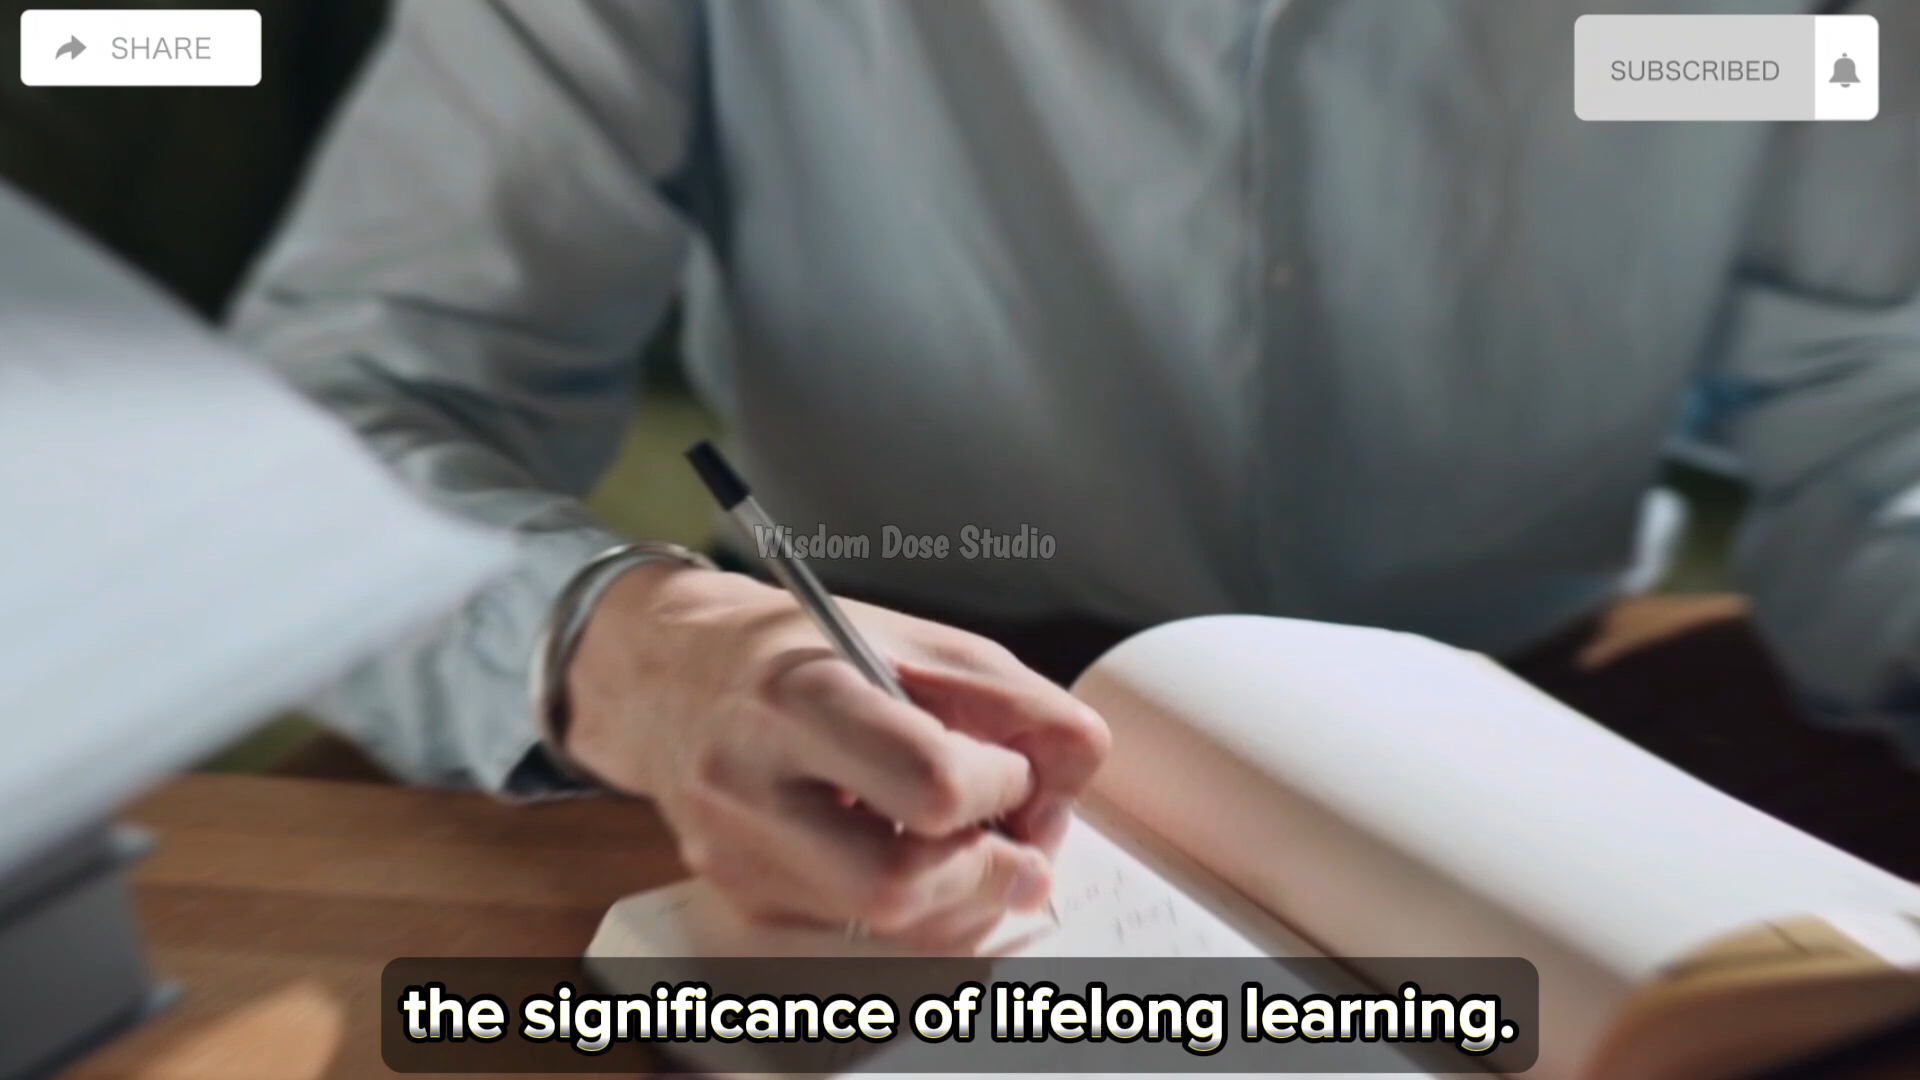 SHARE
SUBSCRIBED
Wisdom Dose Studio
the significance of lifelong learning.